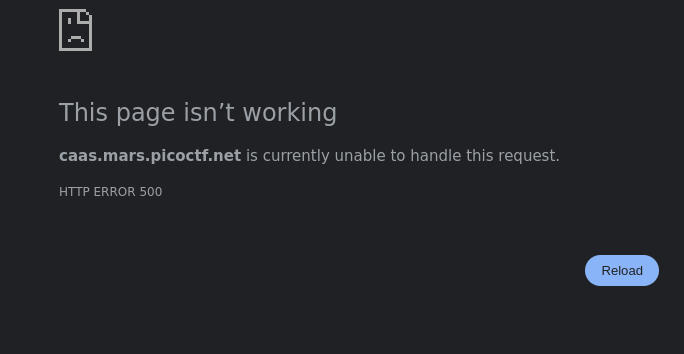 This page isn’t working
caas.mars.picoctf.net is currently unable to handle this request.
HTTP ERROR 500
Reload